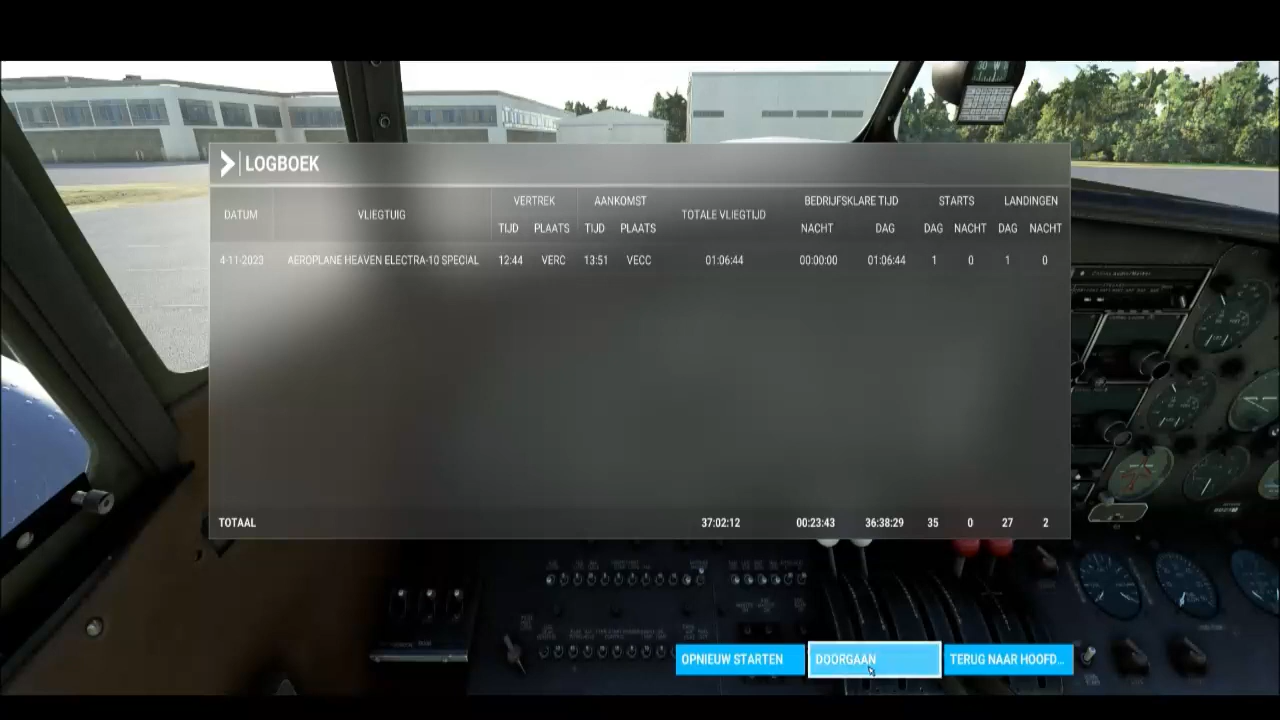 LOGBOEK
DATUM VLIEGTUIG VERTREK AANKOMST TOTALE VLIEGTIJD BEDRIJFSKLARE TIJD STARTS LANDINGEN
TIJD PLAATS TIJD PLAATS NACHT DAG DAG NACHT DAG NACHT
4-11-2023 AEROPLANE HEAVEN ELECTRA-10 SPECIAL 12:44 VERC 13:51 VECC 01:06:44 00:00:00 01:06:44 1 0 1 0
TOTAAL 37:02:12 00:23:43 36:38:29 35 0 27 2
OPNIEUW STARTEN DOORGAAN TERUG NAAR HOOFD...